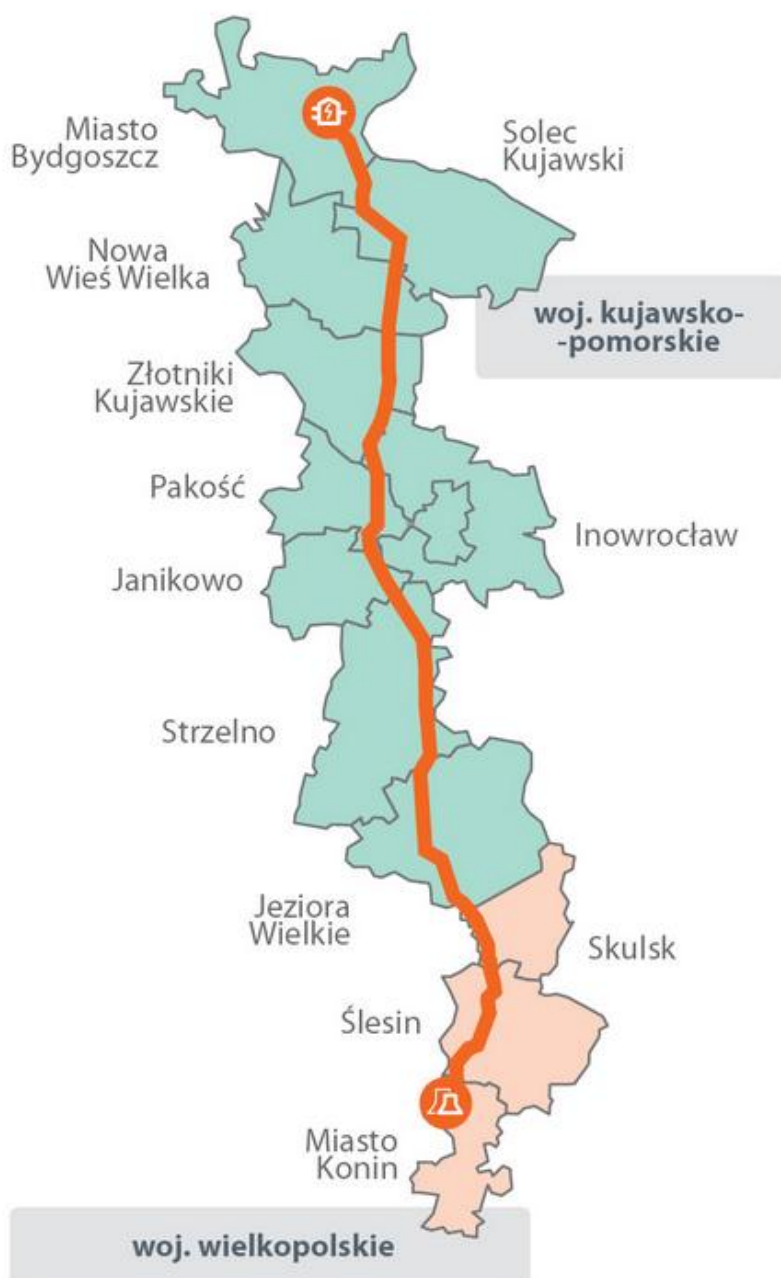 Miasto
Bydgoszcz
Solec
Kujawski
Nowa
Wieś Wielka
woj. kujawsko-
-pomorskie
Złotniki
Kujawskie
Pakość
Inowrocław
Janikowo
Strzelno
Jeziora
Wielkie
Skulsk
Ślesin
Miasto
Konin
woj. wielkopolskie